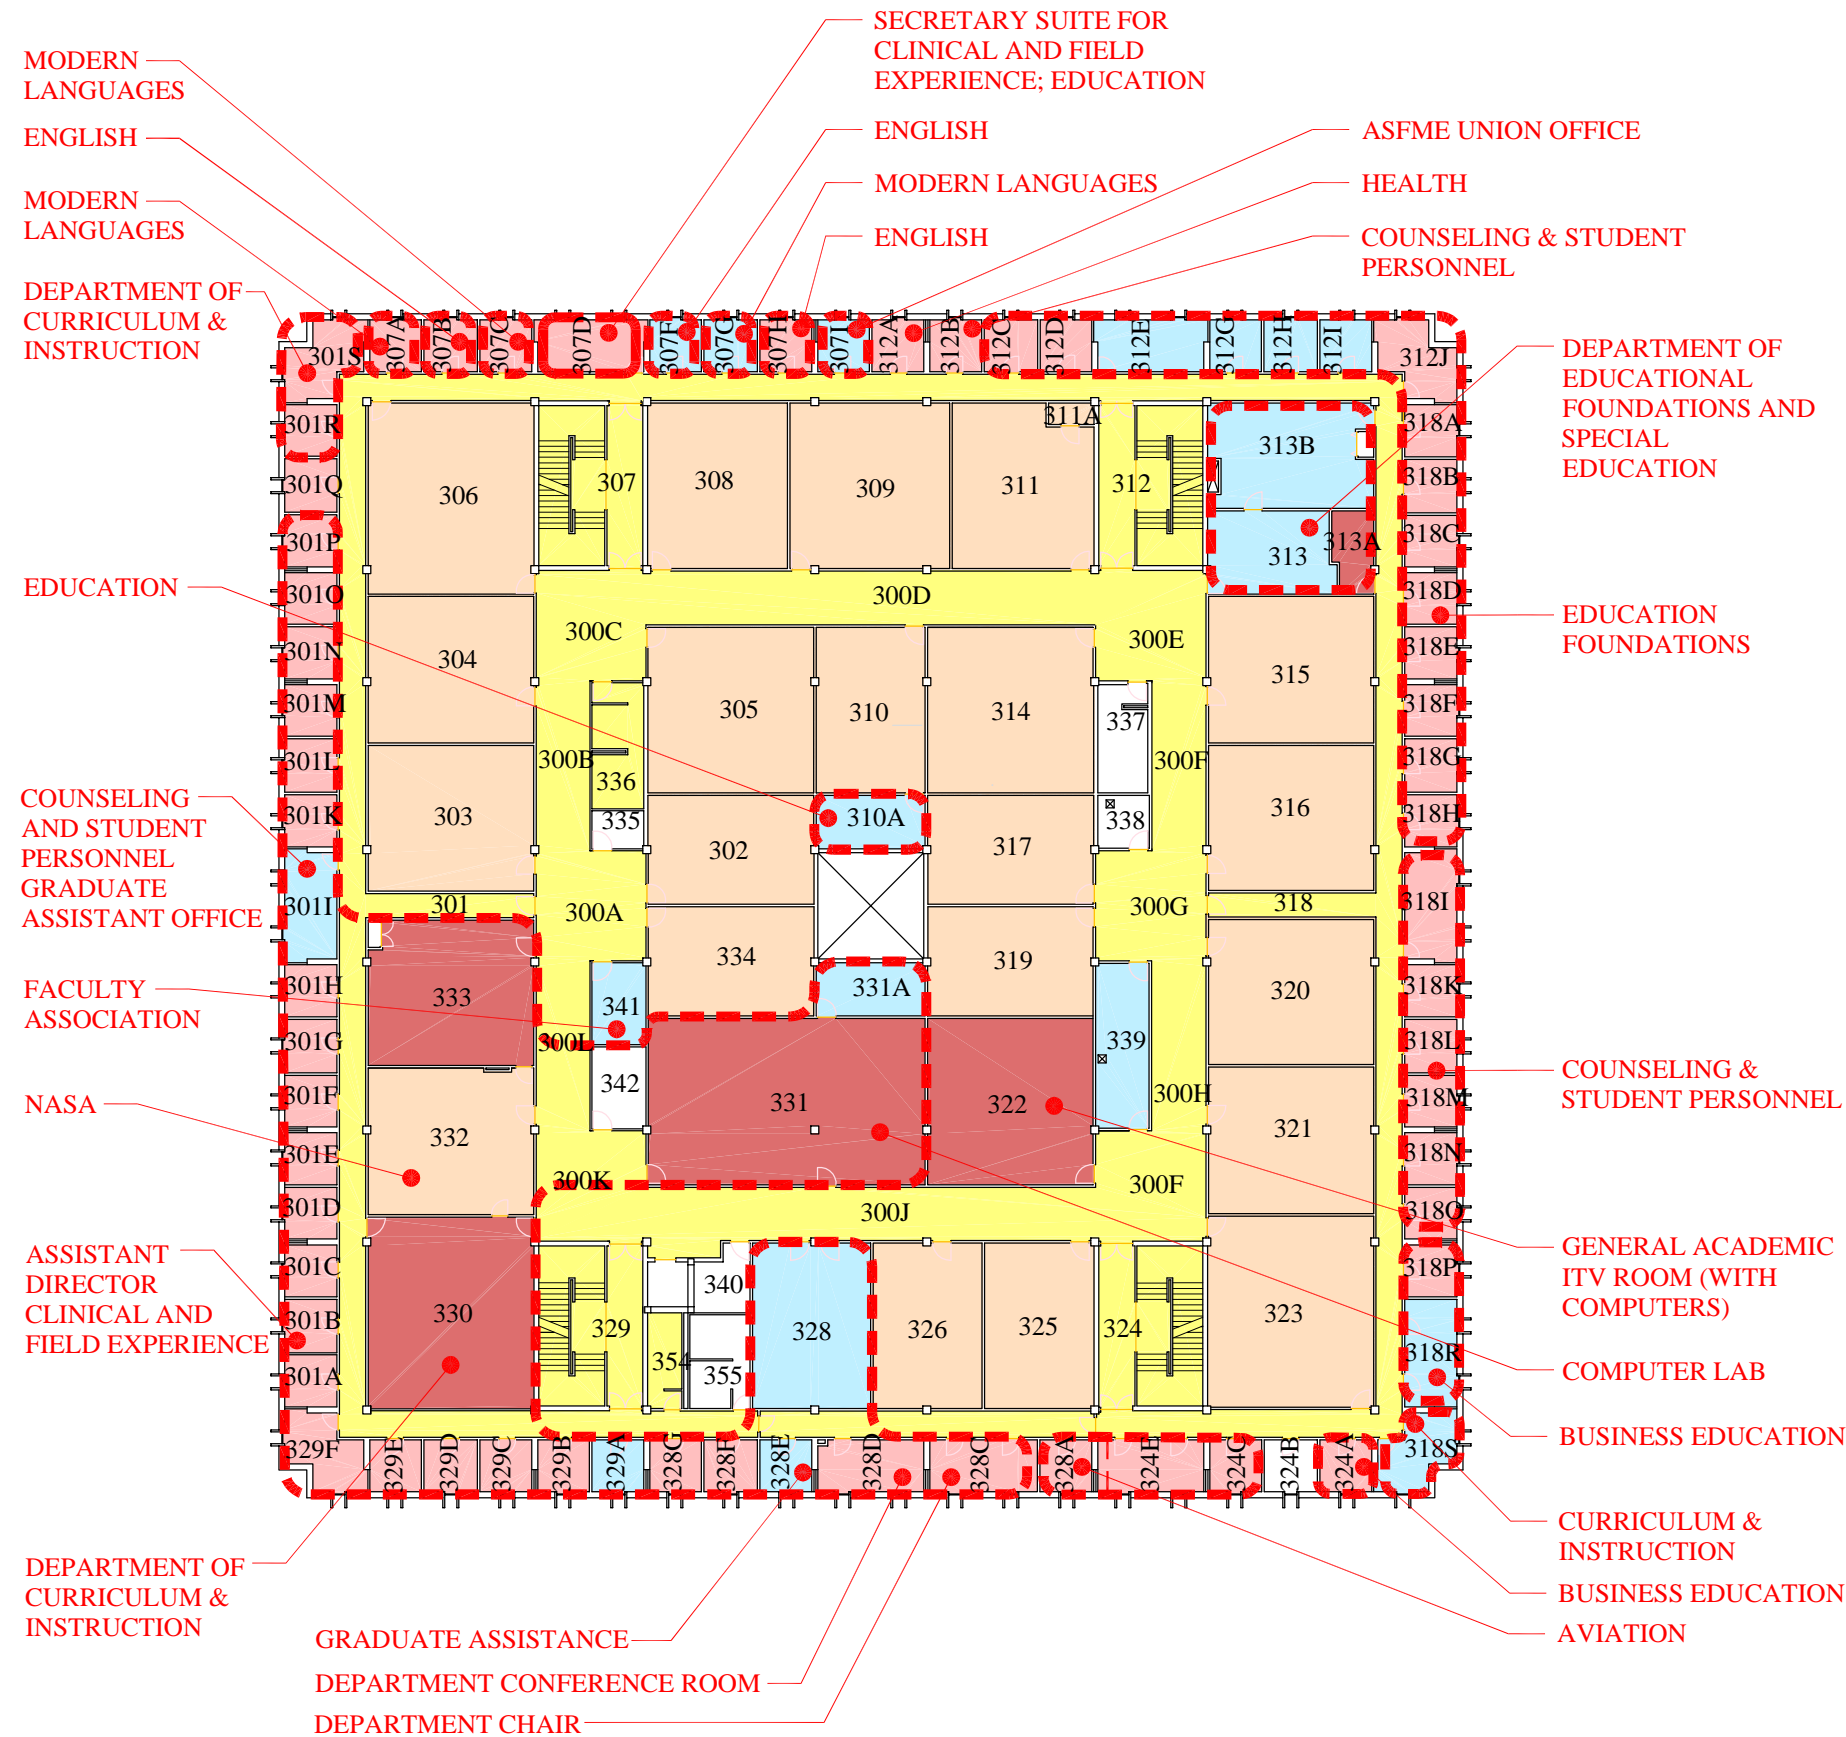 SECRETARY SUITE FOR
CLINICAL AND FIELD
EXPERIENCE; EDUCATION
MODERN
LANGUAGES
ENGLISH
ENGLISH
ASFME UNION OFFICE
MODERN LANGUAGES
HEALTH
MODERN
LANGUAGES
ENGLISH
COUNSELING & STUDENT
PERSONNEL
DEPARTMENT OF
CURRICULUM &
INSTRUCTION
DEPARTMENT OF
EDUCATIONAL
FOUNDATIONS AND
SPECIAL
EDUCATION
301S
307A
307B
307C
307D
307F
307G
307H
307I
312A
312B
312C
312D
312E
312G
312H
312I
312J
301R
311A
318A
313B
301Q
306
307
308
309
311
312
318B
301P
313
313A
318C
EDUCATION
301O
300D
318D
EDUCATION
FOUNDATIONS
300C
300E
301N
304
315
318E
301M
305
310
314
337
318F
301L
300B
336
300F
318G
COUNSELING
AND STUDENT
PERSONNEL
GRADUATE
ASSISTANT OFFICE
301K
303
335
310A
338
316
318H
302
317
301I
301
300A
300G
318
318I
FACULTY
ASSOCIATION
301H
333
334
319
331A
320
318K
341
301G
300L
339
318L
COUNSELING &
STUDENT PERSONNEL
342
NASA
301F
331
322
300H
318M
332
321
301E
318N
300K
300F
301D
300J
318O
ASSISTANT
DIRECTOR
CLINICAL AND
FIELD EXPERIENCE
301C
340
318P
GENERAL ACADEMIC
ITV ROOM (WITH
COMPUTERS)
301B
330
329
328
326
325
324
323
354
355
318R
COMPUTER LAB
301A
BUSINESS EDUCATION
329F
329E
329D
329C
329B
329A
328G
328F
328E
328D
328C
328A
324E
324C
324B
324A
318S
CURRICULUM &
INSTRUCTION
DEPARTMENT OF
CURRICULUM &
INSTRUCTION
BUSINESS EDUCATION
GRADUATE ASSISTANCE
AVIATION
DEPARTMENT CONFERENCE ROOM
DEPARTMENT CHAIR